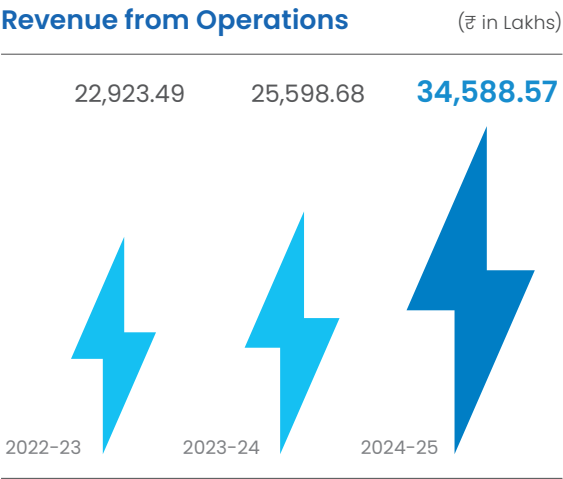 Revenue from Operations (₹ in Lakhs)
22,923.49 25,598.68 34,588.57
2022-23 2023-24 2024-25